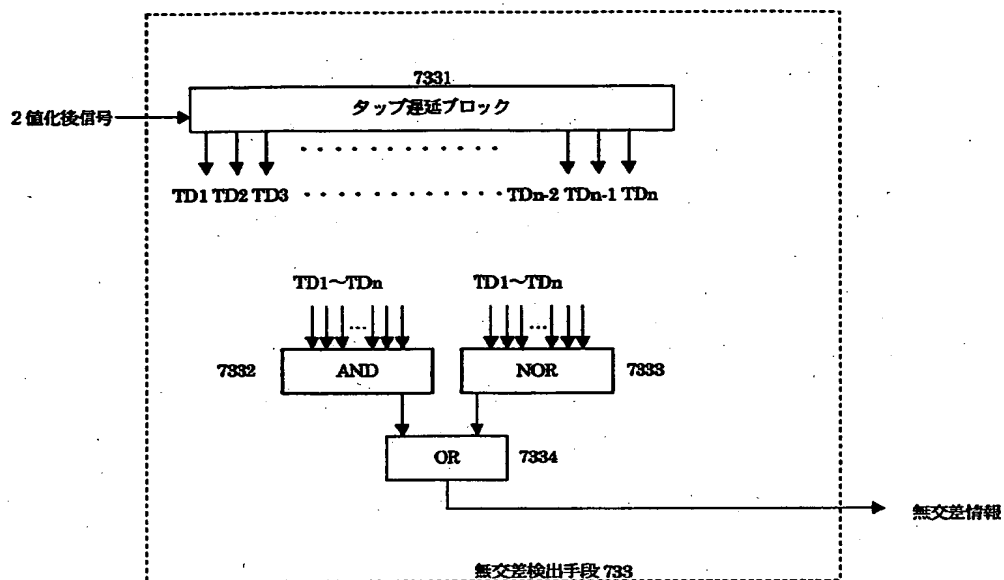 7331
タップ遅延ブロック
2値化後信号
TD1 TD2 TD3 TDn-2 TDn-1 TDn
TD1～TDn TD1～TDn
7332 AND NOR 7333
OR 7334
無交差情報
無交差検出手段 733